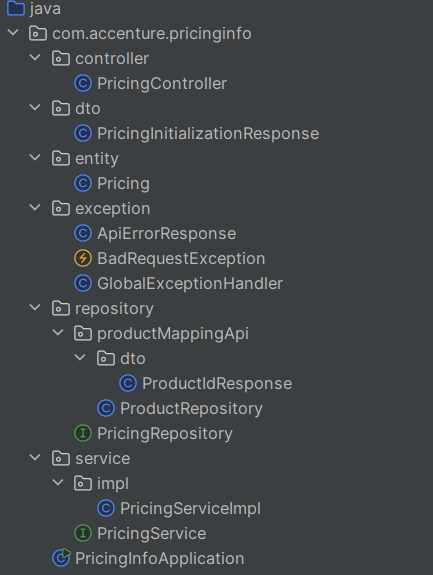 java
com.accenture.pricinginfo
controller
PricingController
dto
PricingInitializationResponse
entity
Pricing
exception
ApiErrorResponse
BadRequestException
GlobalExceptionHandler
repository
productMappingApi
dto
ProductIdResponse
ProductRepository
PricingRepository
service
impl
PricingServiceImpl
PricingService
PricingInfoApplication